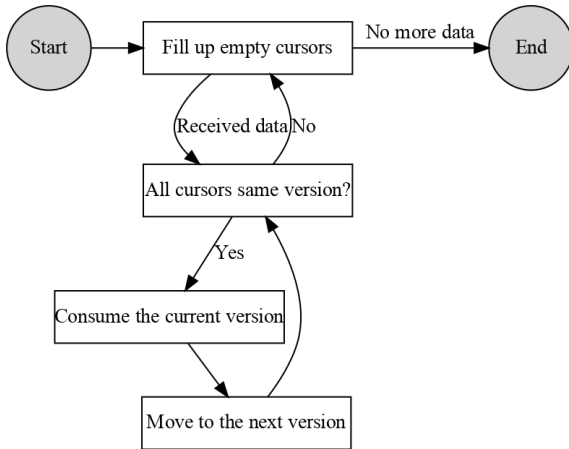 Start
Fill up empty cursors
No more data
End
Received data
No
All cursors same version?
Yes
Consume the current version
Move to the next version